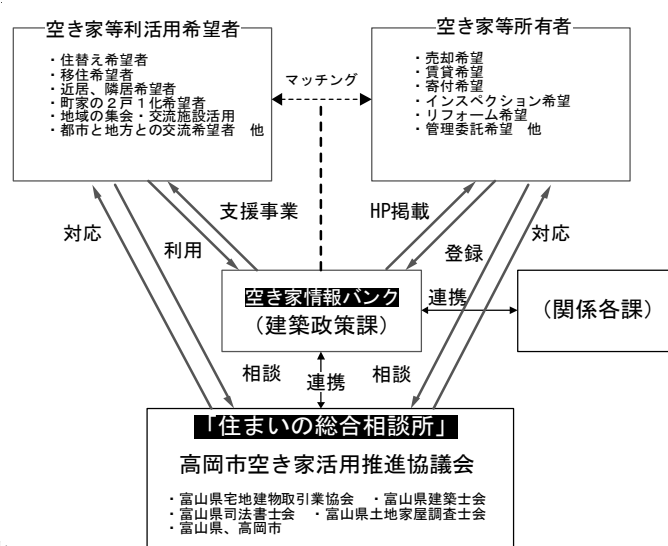 空き家等利活用希望者
・住替え希望者
・移住希望者
・近居、隣居希望者
・町家の2戸1化希望者
・地域の集会・交流施設活用
・都市と地方との交流希望者　他
マッチング
空き家等所有者
・売却希望
・賃貸希望
・寄付希望
・インスペクション希望
・リフォーム希望
・管理委託希望　他
対応
利用
支援事業
HP掲載
登録
対応
空き家情報バンク
（建築政策課）
連携
（関係各課）
相談
連携
相談
「住まいの総合相談所」
高岡市空き家活用推進協議会
・富山県宅地建物取引業協会　・富山県建築士会
・富山県司法書士会　・富山県土地家屋調査士会
・富山県、高岡市